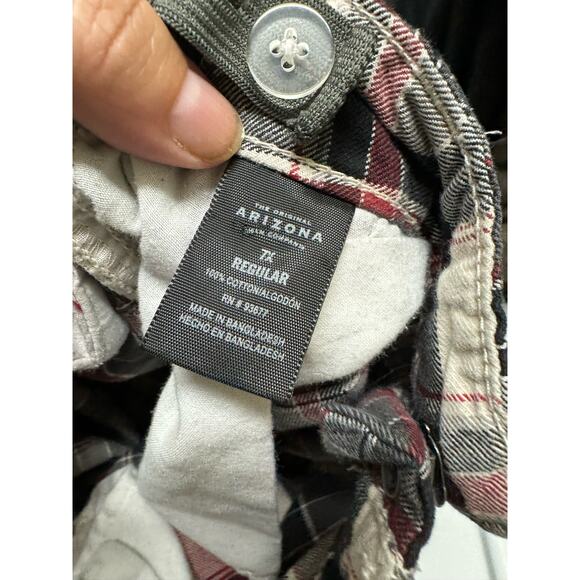 THE ORIGINAL
ARIZONA
JEAN COMPANY
7X
REGULAR
100% COTTON/ALGODÓN
RN # 93677
MADE IN BANGLADESH
HECHO EN BANGLADESH